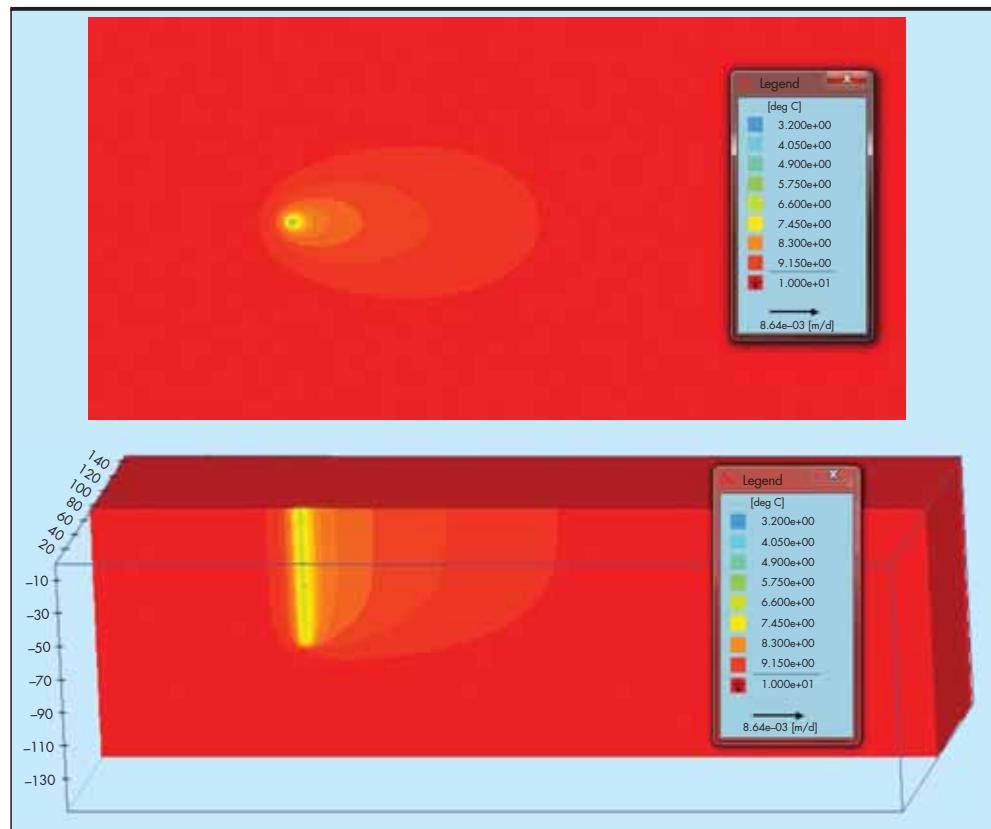 Legend
[deg C]
3.200e+00
4.050e+00
4.900e+00
5.750e+00
6.600e+00
7.450e+00
8.300e+00
9.150e+00
1.000e+01
8.64e–03 [m/d]
140
120
100
80
60
40
20
–10
–30
–50
–70
–90
–110
–130
Legend
[deg C]
3.200e+00
4.050e+00
4.900e+00
5.750e+00
6.600e+00
7.450e+00
8.300e+00
9.150e+00
1.000e+01
8.64e–03 [m/d]